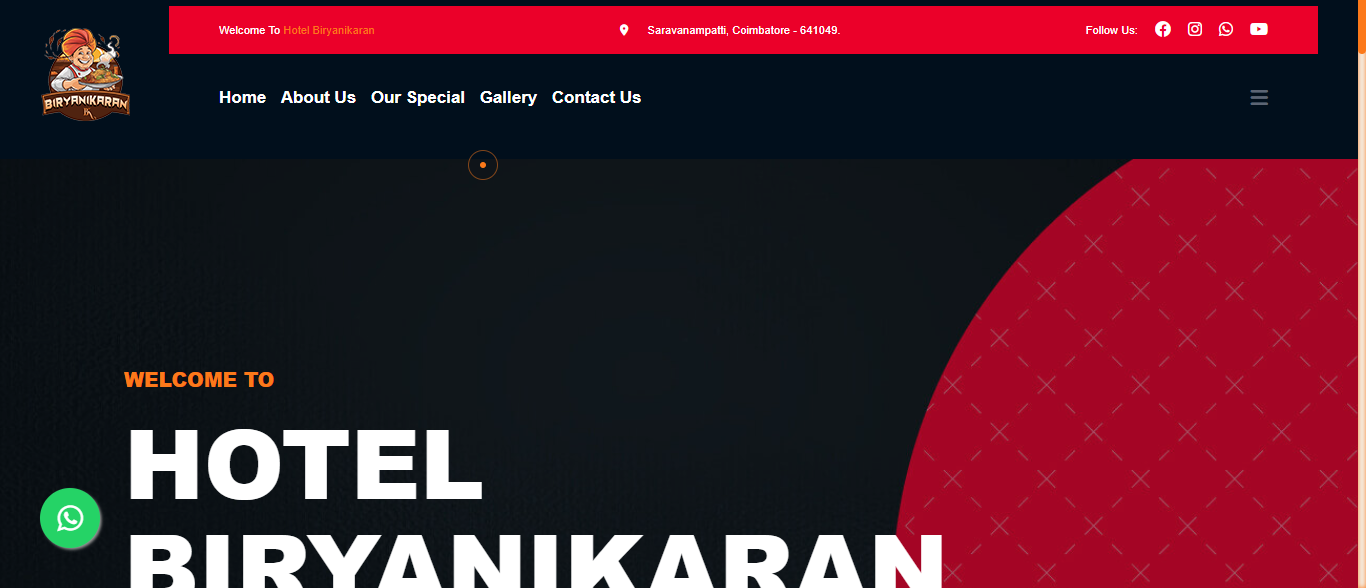 Welcome To Hotel Biryanikaran
Saravanampatti, Coimbatore - 641049.
Follow Us:
BIRYANIKARAN
Home About Us Our Special Gallery Contact Us
WELCOME TO
HOTEL
BIRYANIKARAN